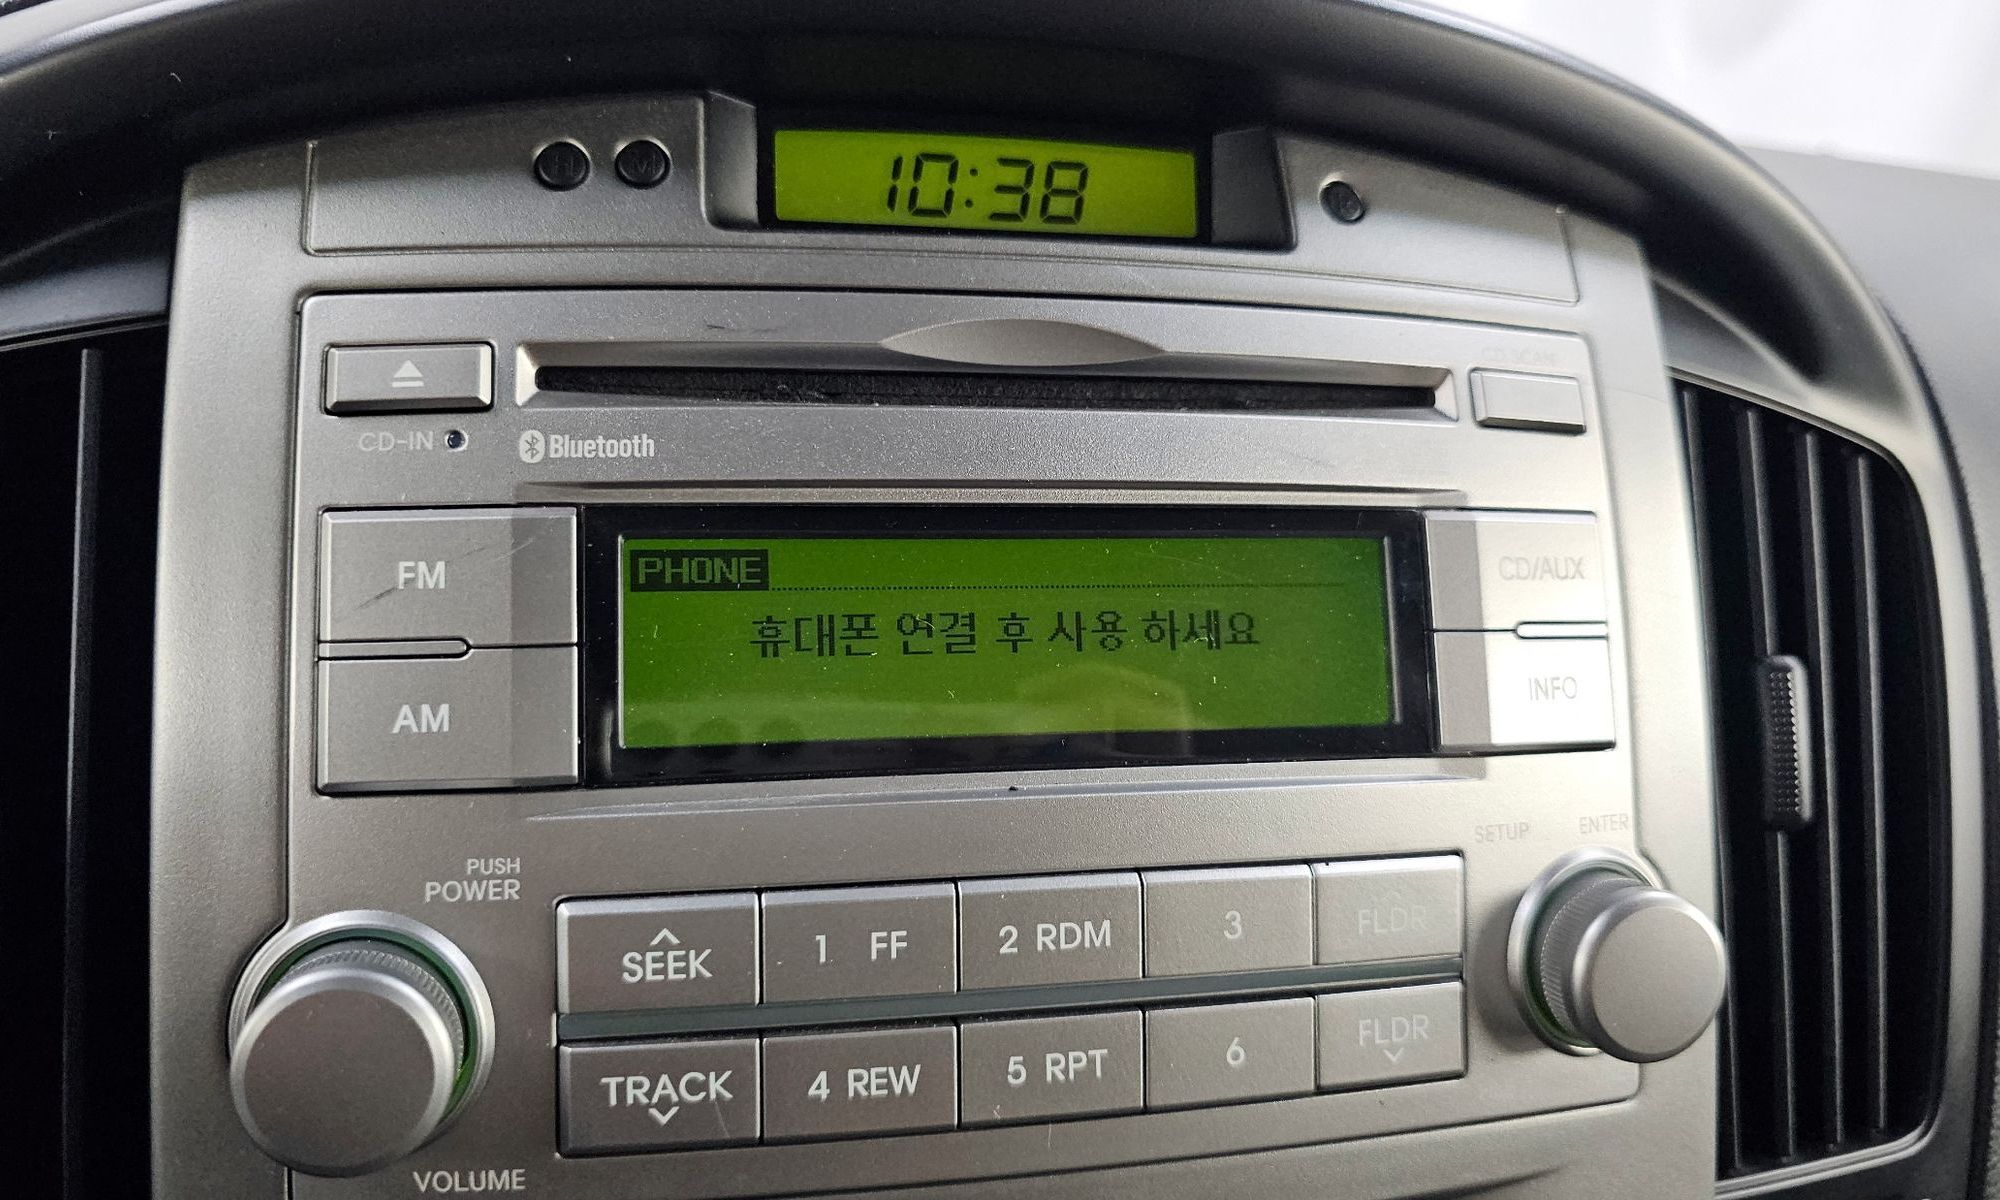 H
M
10:38
CD-IN
Bluetooth
FM
AM
PHONE
휴대폰 연결 후 사용 하세요
CD/AUX
INFO
PUSH
POWER
VOLUME
SETUP
ENTER
SEEK
1 FF
2 RDM
3
FLDR
TRACK
4 REW
5 RPT
6
FLDR